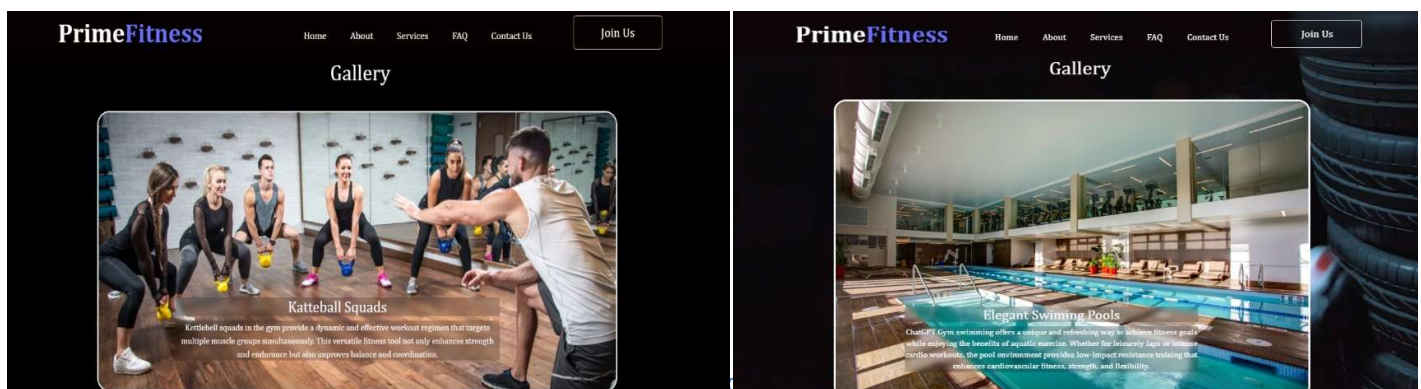 PrimeFitness Home About Services FAQ Contact Us Join Us
Gallery
Katteball Squads
Kettlebell squads in the gym provide a dynamic and effective workout regimen that targets
multiple muscle groups simultaneously. This versatile fitness tool not only enhances strength
and endurance but also improves balance and coordination.
PrimeFitness Home About Services FAQ Contact Us Join Us
Gallery
Elegant Swiming Pools
ChatGPT Gym swimming offers a unique and refreshing way to achieve fitness goals
while enjoying the benefits of aquatic exercise. Whether for leisurely laps or intense
cardio workouts, the pool environment provides low-impact resistance training that
enhances cardiovascular fitness, strength, and flexibility.